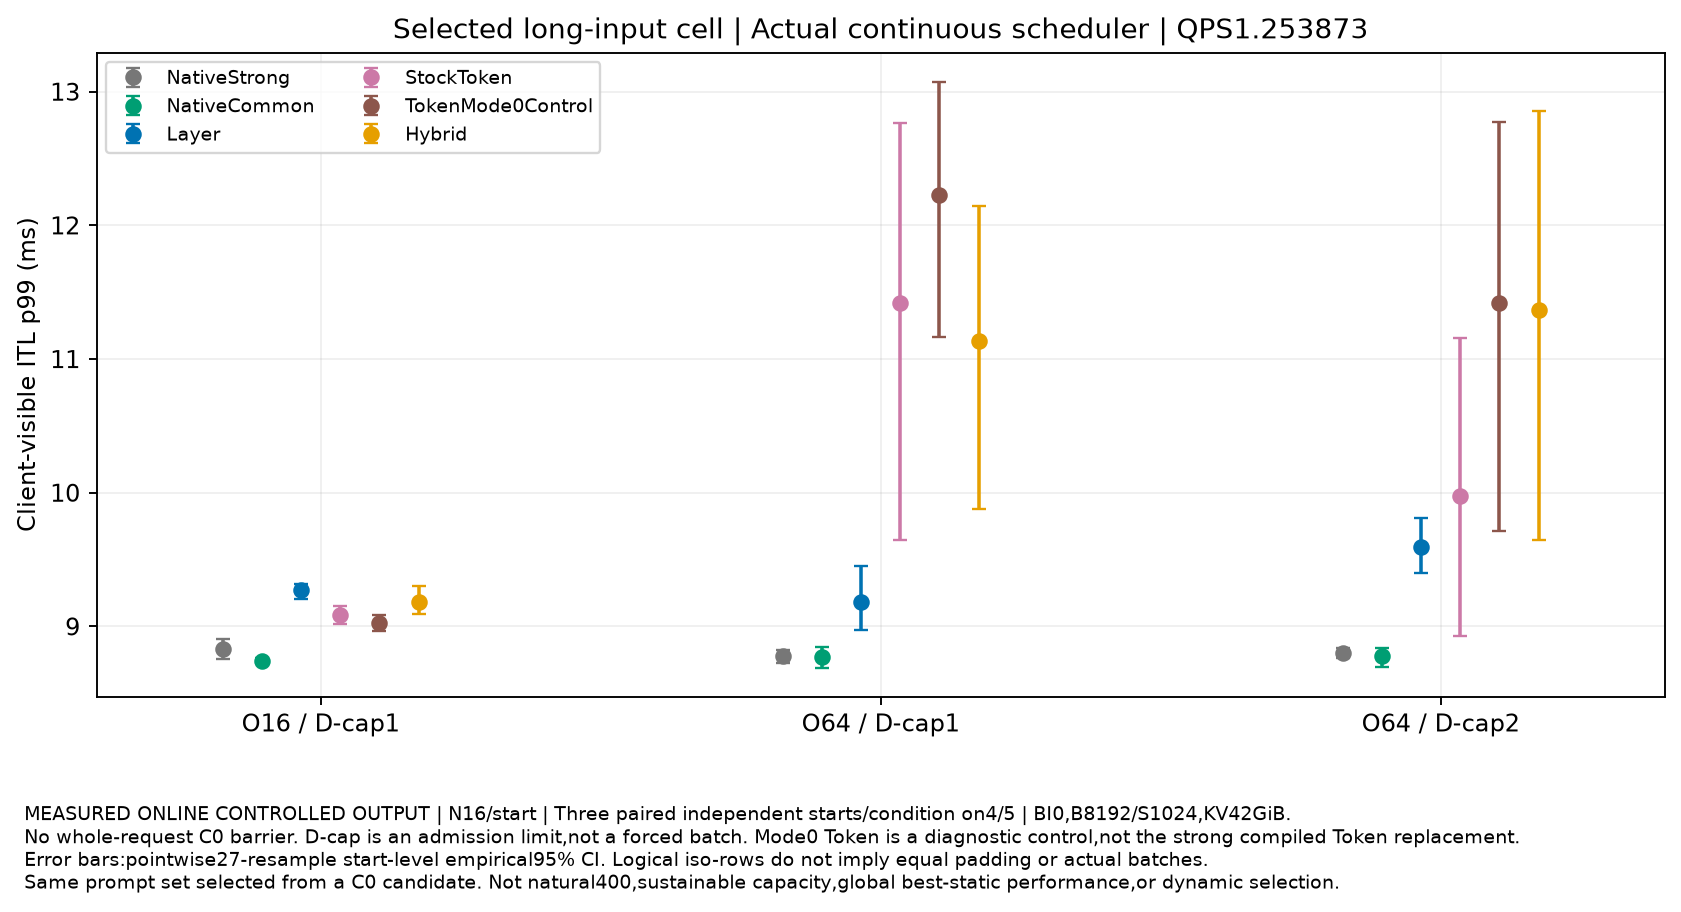 Selected long-input cell | Actual continuous scheduler | QPS1.253873
NativeStrong
NativeCommon
Layer
StockToken
TokenMode0Control
Hybrid
Client-visible ITL p99 (ms)
13
12
11
10
9
O16 / D-cap1
O64 / D-cap1
O64 / D-cap2
MEASURED ONLINE CONTROLLED OUTPUT | N16/start | Three paired independent starts/condition on4/5 | BI0,B8192/S1024,KV42GiB.
No whole-request C0 barrier. D-cap is an admission limit,not a forced batch. Mode0 Token is a diagnostic control,not the strong compiled Token replacement.
Error bars:pointwise27-resample start-level empirical95% CI. Logical iso-rows do not imply equal padding or actual batches.
Same prompt set selected from a C0 candidate. Not natural400,sustainable capacity,global best-static performance,or dynamic selection.